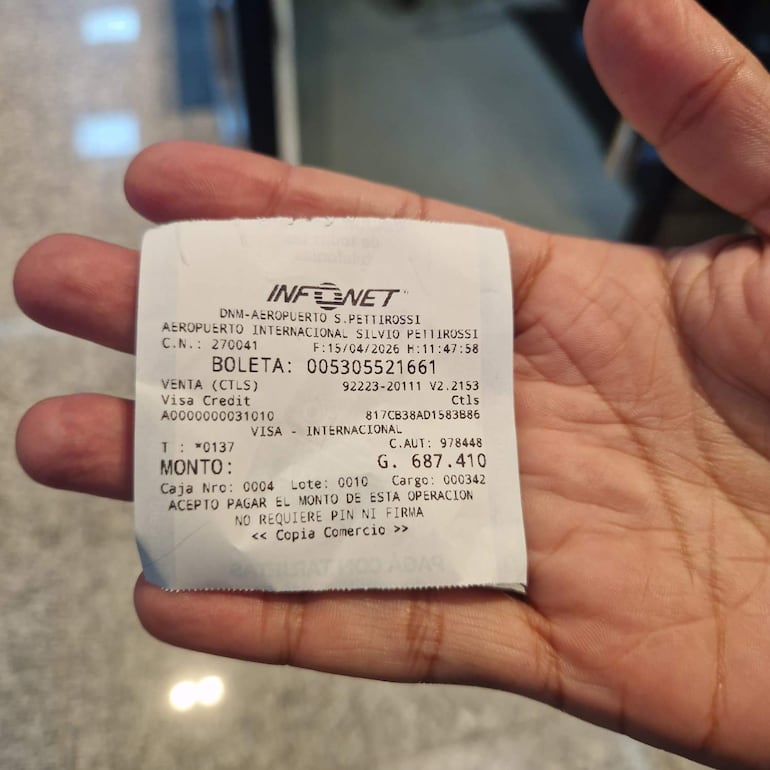 INFONET
DNM-AEROPUERTO S.PETTIROSSI
AEROPUERTO INTERNACIONAL SILVIO PETTIROSSI
C.N.: 270041 F:15/04/2026 H:11:47:58
BOLETA: 005305521661
VENTA (CTLS) 92223-20111 V2.2153
Visa Credit Ctls
A0000000031010 817CB38AD1583B86
VISA - INTERNACIONAL
T : *0137 C.AUT: 978448
MONTO: G. 687.410
Caja Nro: 0004 Lote: 0010 Cargo: 000342
ACEPTO PAGAR EL MONTO DE ESTA OPERACION
NO REQUIERE PIN NI FIRMA
<< Copia Comercio >>